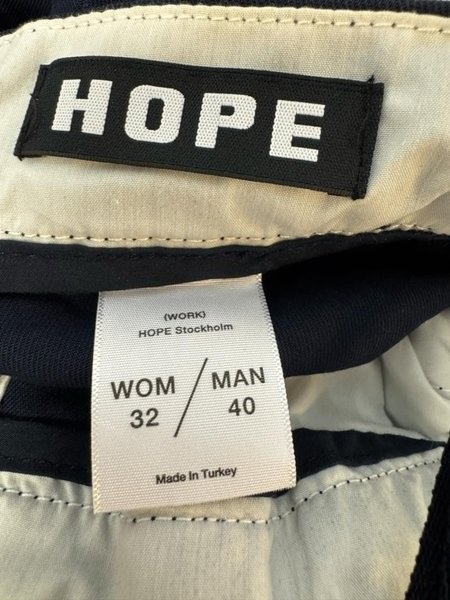 HOPE
(WORK)
HOPE Stockholm
WOM / MAN
32 40
Made in Turkey